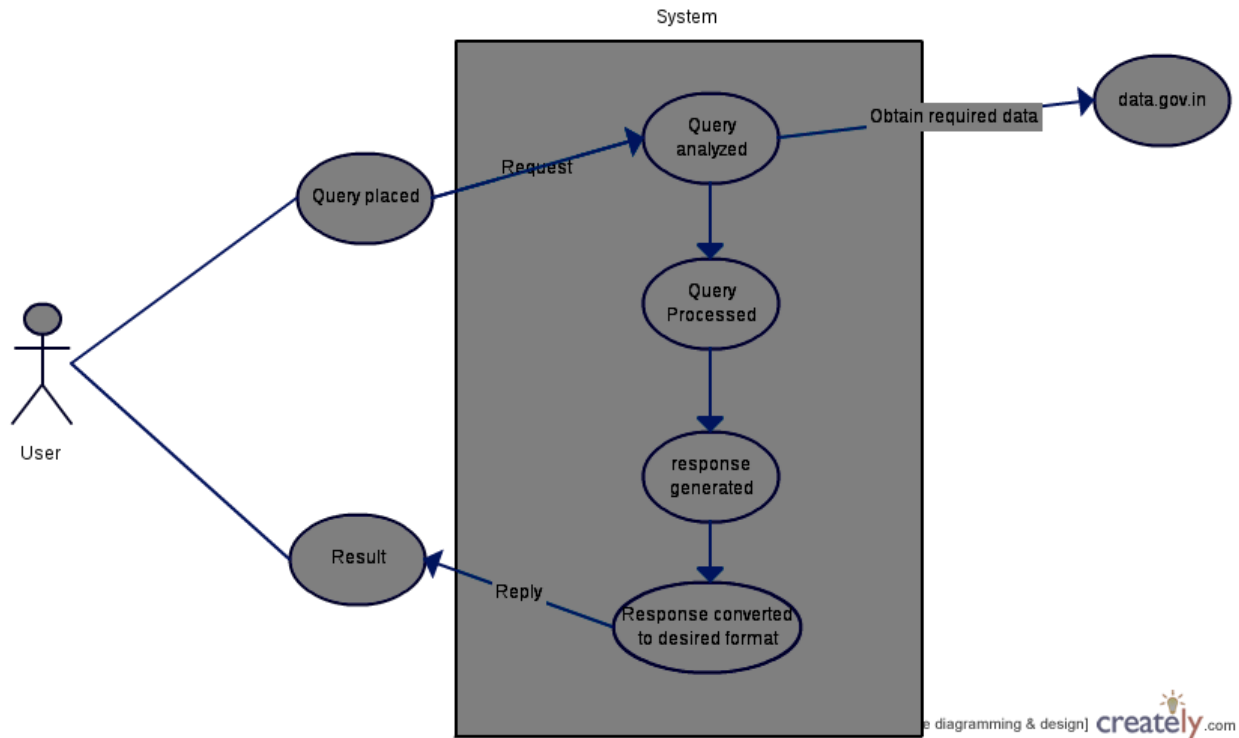 System
data.gov.in
Obtain required data
Query
analyzed
Request
Query placed
Query
Processed
User
response
generated
Result
Reply
Response converted
to desired format
e diagramming & design]
creately.com